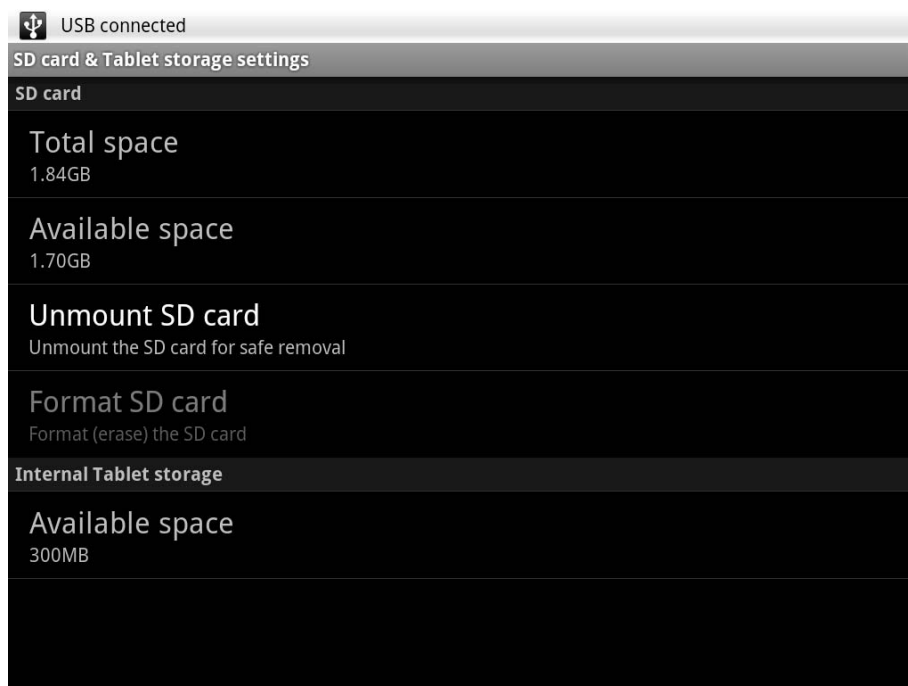 USB connected
SD card & Tablet storage settings
SD card
Total space
1.84GB
Available space
1.70GB
Unmount SD card
Unmount the SD card for safe removal
Format SD card
Format (erase) the SD card
Internal Tablet storage
Available space
300MB